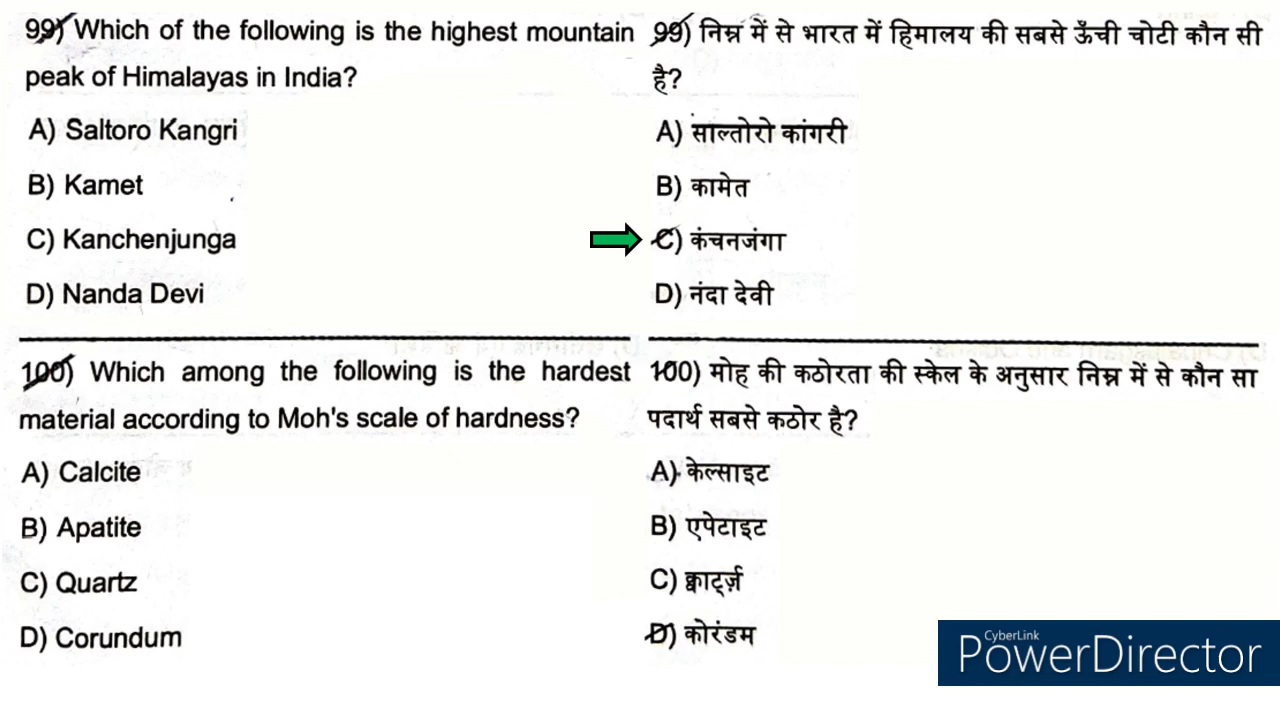 99) Which of the following is the highest mountain
peak of Himalayas in India?
A) Saltoro Kangri
B) Kamet
C) Kanchenjunga
D) Nanda Devi
99) निम्न में से भारत में हिमालय की सबसे ऊँची चोटी कौन सी
है?
A) साल्तोरो कांगरी
B) कामेत
C) कंचनजंगा
D) नंदा देवी
100) Which among the following is the hardest
material according to Moh's scale of hardness?
A) Calcite
B) Apatite
C) Quartz
D) Corundum
100) मोह की कठोरता की स्केल के अनुसार निम्न में से कौन सा
पदार्थ सबसे कठोर है?
A) केल्साइट
B) एपेटाइट
C) क्वार्ट्ज़
D) कोरंडम
CyberLink
PowerDirector